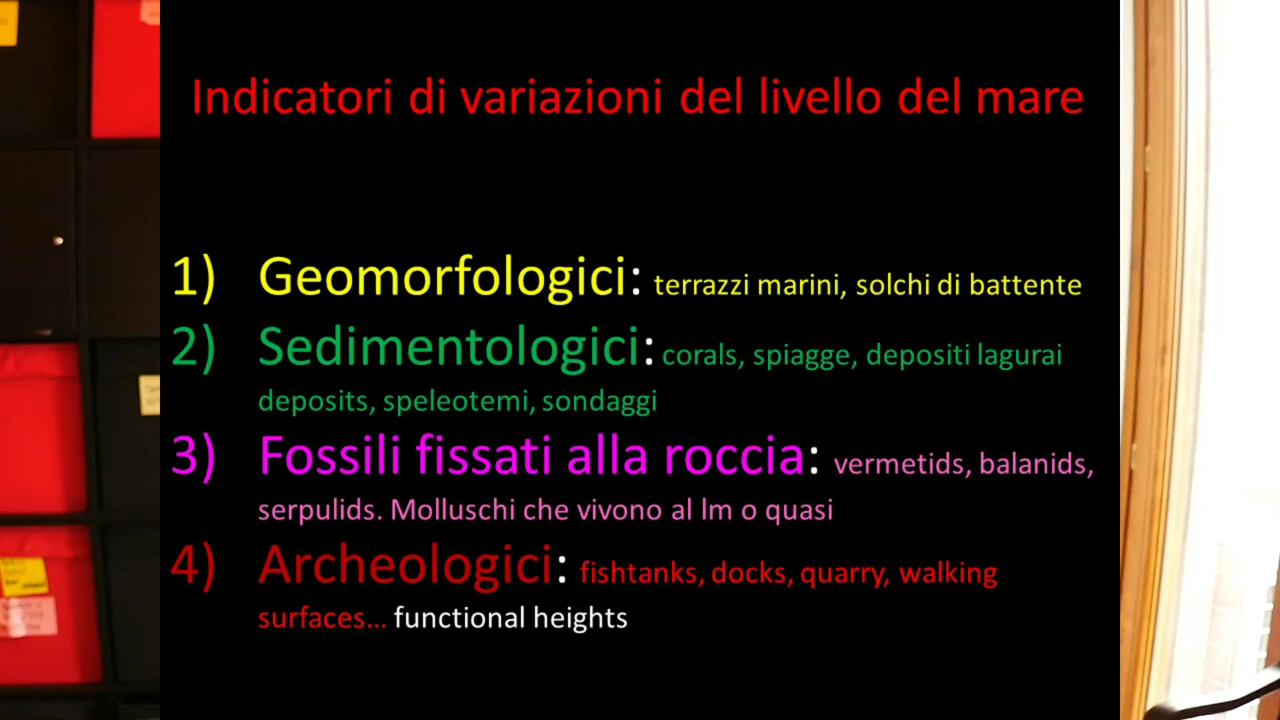 Indicatori di variazioni del livello del mare
1) Geomorfologici: terrazzi marini, solchi di battente
2) Sedimentologici: corals, spiagge, depositi lagurai
deposits, speleotemi, sondaggi
3) Fossili fissati alla roccia: vermetids, balanids,
serpulids. Molluschi che vivono al lm o quasi
4) Archeologici: fishtanks, docks, quarry, walking
surfaces... functional heights